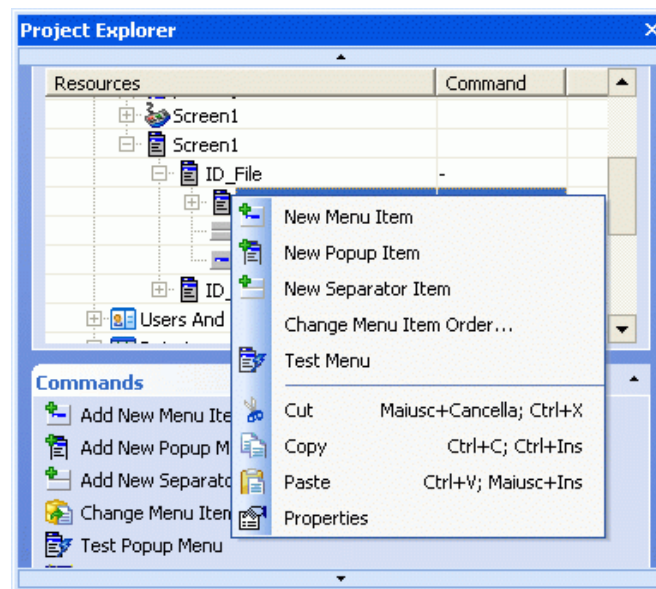 Project Explorer
Resources Command
Screen1
Screen1
ID_File -
New Menu Item
New Popup Item
New Separator Item
ID_
Change Menu Item Order...
Users And
Test Menu
Commands
Add New Menu Ite
Cut Maiusc+Cancella; Ctrl+X
Add New Popup M
Copy Ctrl+C; Ctrl+Ins
Add New Separato
Paste Ctrl+V; Maiusc+Ins
Change Menu Item
Properties
Test Popup Menu